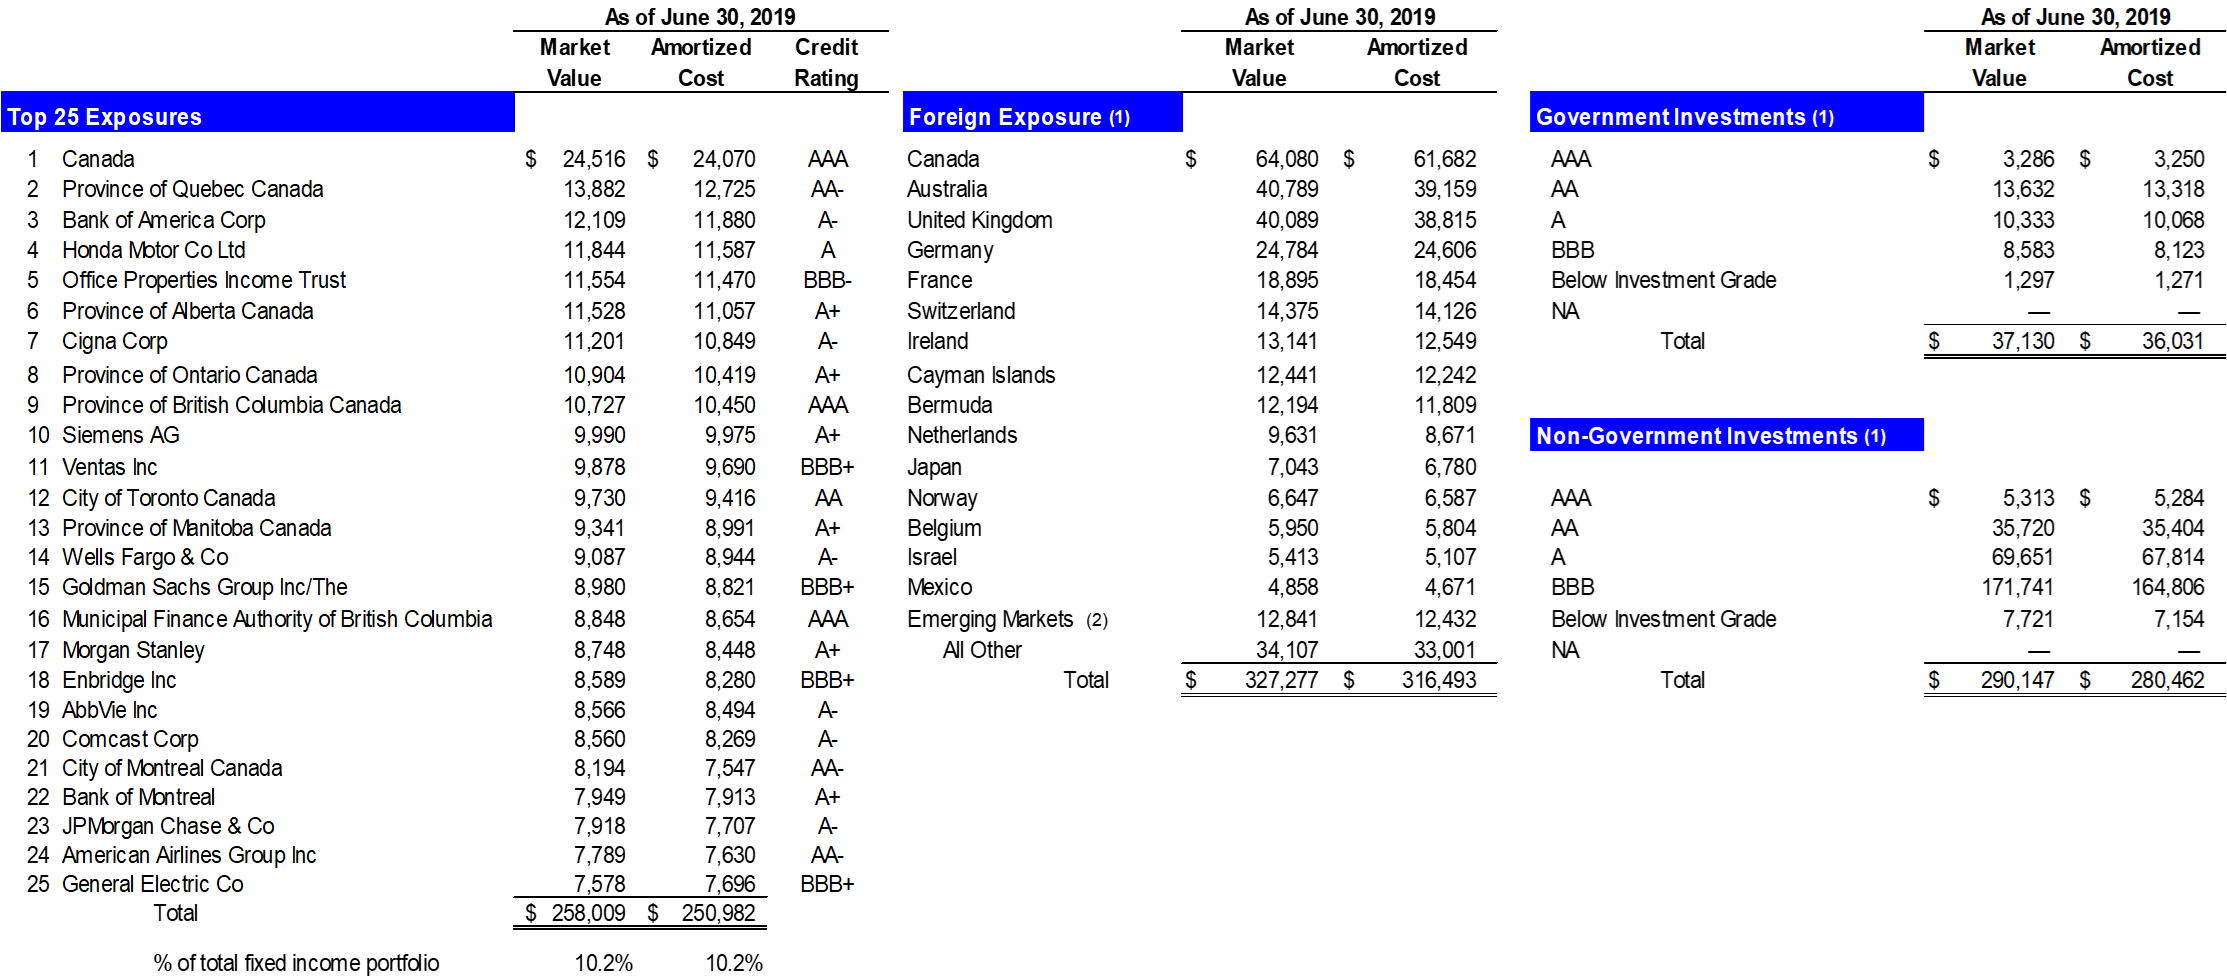 As of June 30, 2019
Market Amortized Credit
Value Cost Rating
Top 25 Exposures
1 Canada $ 24,516 $ 24,070 AAA
2 Province of Quebec Canada 13,882 12,725 AA-
3 Bank of America Corp 12,109 11,880 A-
4 Honda Motor Co Ltd 11,844 11,587 A
5 Office Properties Income Trust 11,554 11,470 BBB-
6 Province of Alberta Canada 11,528 11,057 A+
7 Cigna Corp 11,201 10,849 A-
8 Province of Ontario Canada 10,904 10,419 A+
9 Province of British Columbia Canada 10,727 10,450 AAA
10 Siemens AG 9,990 9,975 A+
11 Ventas Inc 9,878 9,690 BBB+
12 City of Toronto Canada 9,730 9,416 AA
13 Province of Manitoba Canada 9,341 8,991 A+
14 Wells Fargo & Co 9,087 8,944 A-
15 Goldman Sachs Group Inc/The 8,980 8,821 BBB+
16 Municipal Finance Authority of British Columbia 8,848 8,654 AAA
17 Morgan Stanley 8,748 8,448 A+
18 Enbridge Inc 8,589 8,280 BBB+
19 AbbVie Inc 8,566 8,494 A-
20 Comcast Corp 8,560 8,269 A-
21 City of Montreal Canada 8,194 7,547 AA-
22 Bank of Montreal 7,949 7,913 A+
23 JPMorgan Chase & Co 7,918 7,707 A-
24 American Airlines Group Inc 7,789 7,630 AA-
25 General Electric Co 7,578 7,696 BBB+
Total $ 258,009 $ 250,982
% of total fixed income portfolio 10.2% 10.2%
As of June 30, 2019
Market Amortized
Value Cost
Foreign Exposure (1)
Canada $ 64,080 $ 61,682
Australia 40,789 39,159
United Kingdom 40,089 38,815
Germany 24,784 24,606
France 18,895 18,454
Switzerland 14,375 14,126
Ireland 13,141 12,549
Cayman Islands 12,441 12,242
Bermuda 12,194 11,809
Netherlands 9,631 8,671
Japan 7,043 6,780
Norway 6,647 6,587
Belgium 5,950 5,804
Israel 5,413 5,107
Mexico 4,858 4,671
Emerging Markets (2) 12,841 12,432
All Other 34,107 33,001
Total $ 327,277 $ 316,493
As of June 30, 2019
Market Amortized
Value Cost
Government Investments (1)
AAA $ 3,286 $ 3,250
AA 13,632 13,318
A 10,333 10,068
BBB 8,583 8,123
Below Investment Grade 1,297 1,271
NA — —
Total $ 37,130 $ 36,031
Non-Government Investments (1)
AAA $ 5,313 $ 5,284
AA 35,720 35,404
A 69,651 67,814
BBB 171,741 164,806
Below Investment Grade 7,721 7,154
NA — —
Total $ 290,147 $ 280,462